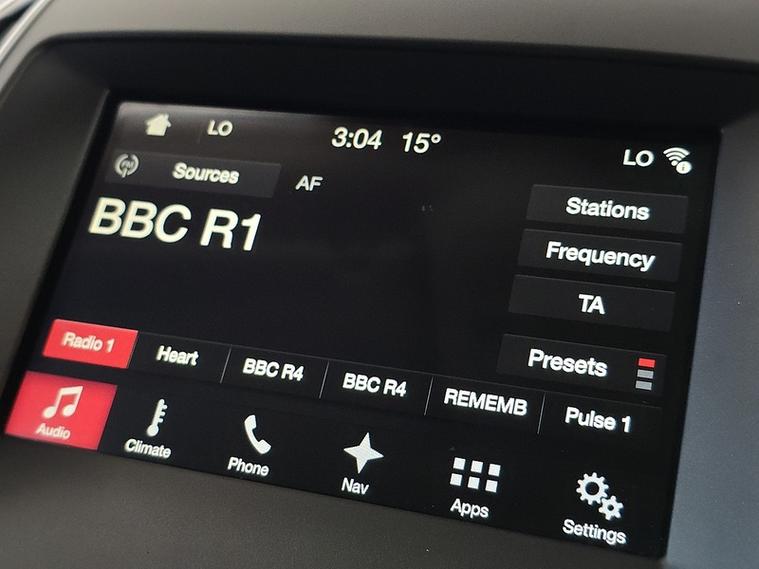 LO 3:04 15° LO
FM Sources AF
Stations
BBC R1
Frequency
TA
Presets
Radio 1 Heart BBC R4 BBC R4 REMEMB Pulse 1
Audio Climate Phone Nav Apps Settings